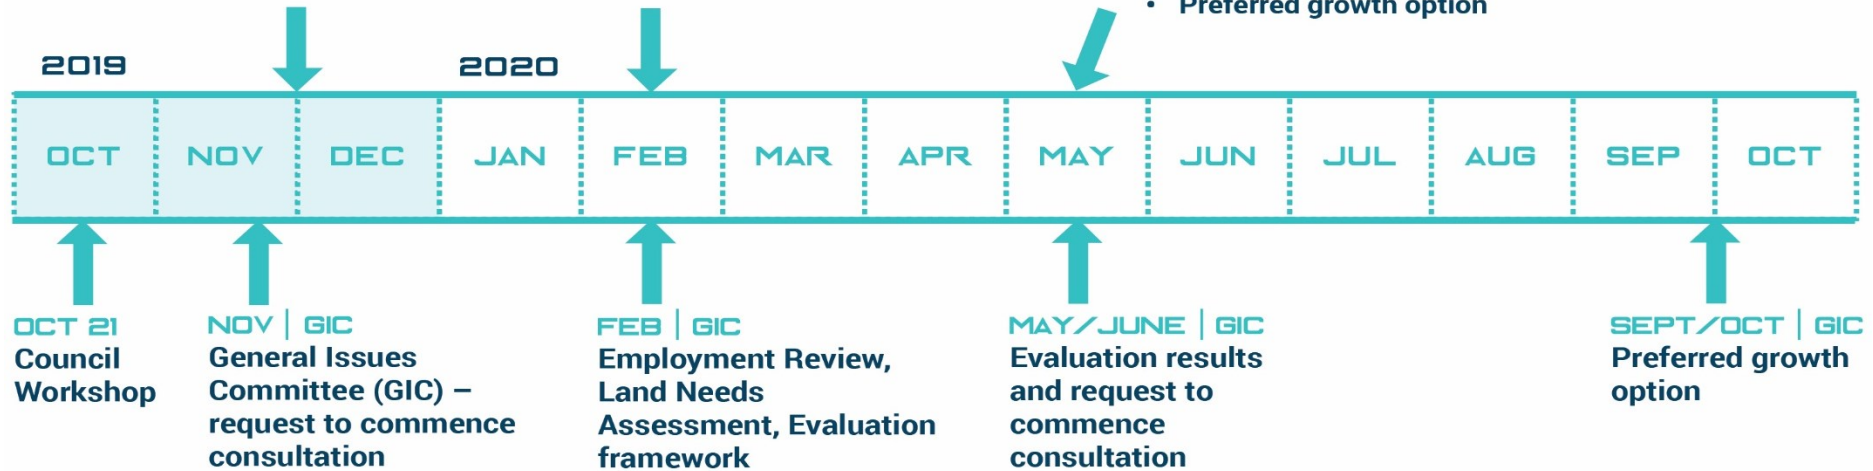 Preferred growth option
2019
2020
OCT NOV DEC JAN FEB MAR APR MAY JUN JUL AUG SEP OCT
OCT 21
Council
Workshop
NOV | GIC
General Issues
Committee (GIC) –
request to commence
consultation
FEB | GIC
Employment Review,
Land Needs
Assessment, Evaluation
framework
MAY/JUNE | GIC
Evaluation results
and request to
commence
consultation
SEPT/OCT | GIC
Preferred growth
option